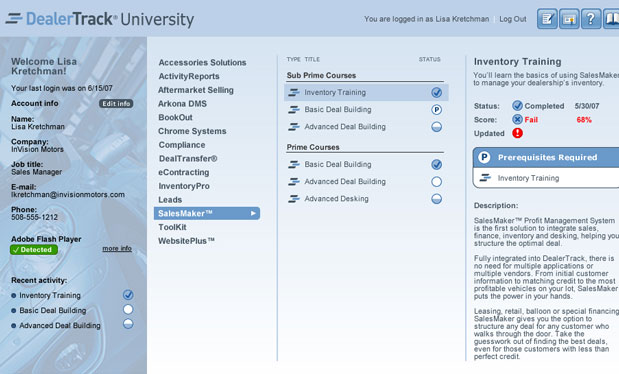 DealerTrack® University
You are logged in as Lisa Kretchman | Log Out
?
Welcome Lisa
Kretchman!
Your last login was on 6/15/07
Account info Edit info
Name:
Lisa Kretchman
Company:
InVision Motors
Job title:
Sales Manager
E-mail:
lkretchman@invisionmotors.com
Phone:
508-555-1212
Adobe Flash Player
✓ Detected more info
Recent activity:
Inventory Training
Basic Deal Building
Advanced Deal Building
Accessories Solutions
ActivityReports
Aftermarket Selling
Arkona DMS
BookOut
Chrome Systems
Compliance
DealTransfer®
eContracting
InventoryPro
Leads
SalesMaker™
ToolKit
WebsitePlus™
TYPE TITLE STATUS
Sub Prime Courses
Inventory Training
Basic Deal Building P
Advanced Deal Building
Prime Courses
Basic Deal Building
Advanced Deal Building
Advanced Desking
Inventory Training
You'll learn the basics of using SalesMaker
to manage your dealership's inventory.
Status: Completed 5/30/07
Score: Fail 68%
Updated !
P Prerequisites Required
Inventory Training
Description:
SalesMaker™ Profit Management System
is the first solution to integrate sales,
finance, inventory and desking, helping you
structure the optimal deal.
Fully integrated into DealerTrack, there is
no need for multiple applications or
multiple vendors. From initial customer
information to matching credit to the most
profitable vehicles on your lot, SalesMaker
puts the power in your hands.
Leasing, retail, balloon or special financing
SalesMaker gives you the option to
structure any deal for any customer who
walks through the door. Take the
guesswork out of finding the best deals,
even for those customers with less than
perfect credit.